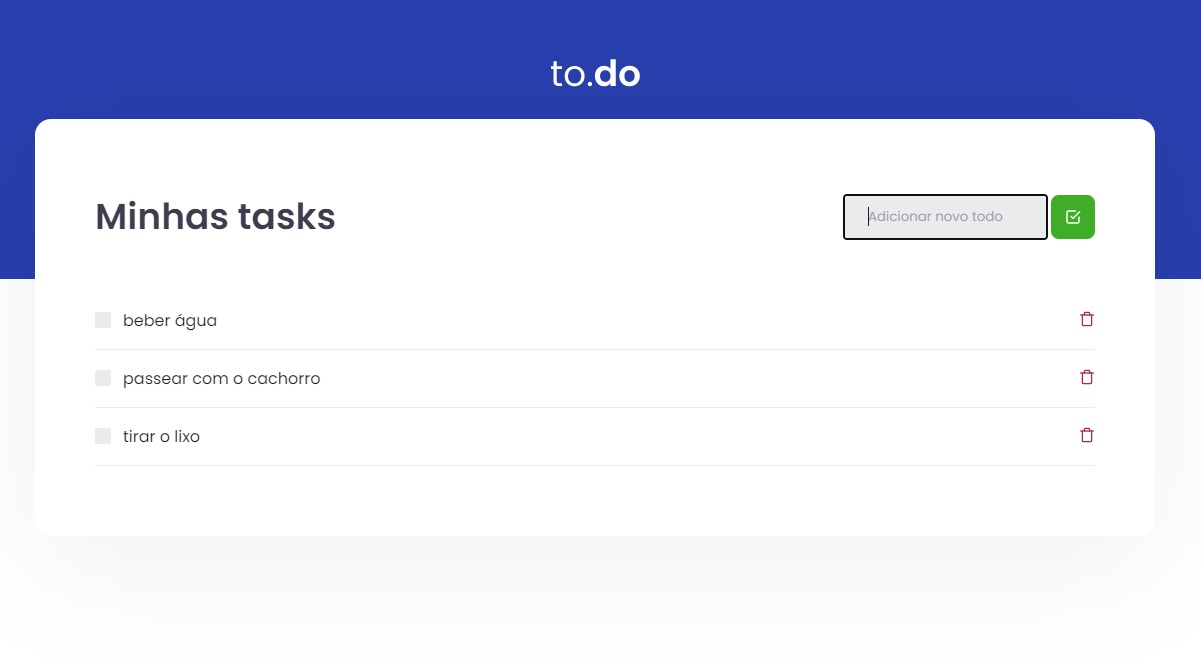 to.do
Minhas tasks
Adicionar novo todo
beber água
passear com o cachorro
tirar o lixo